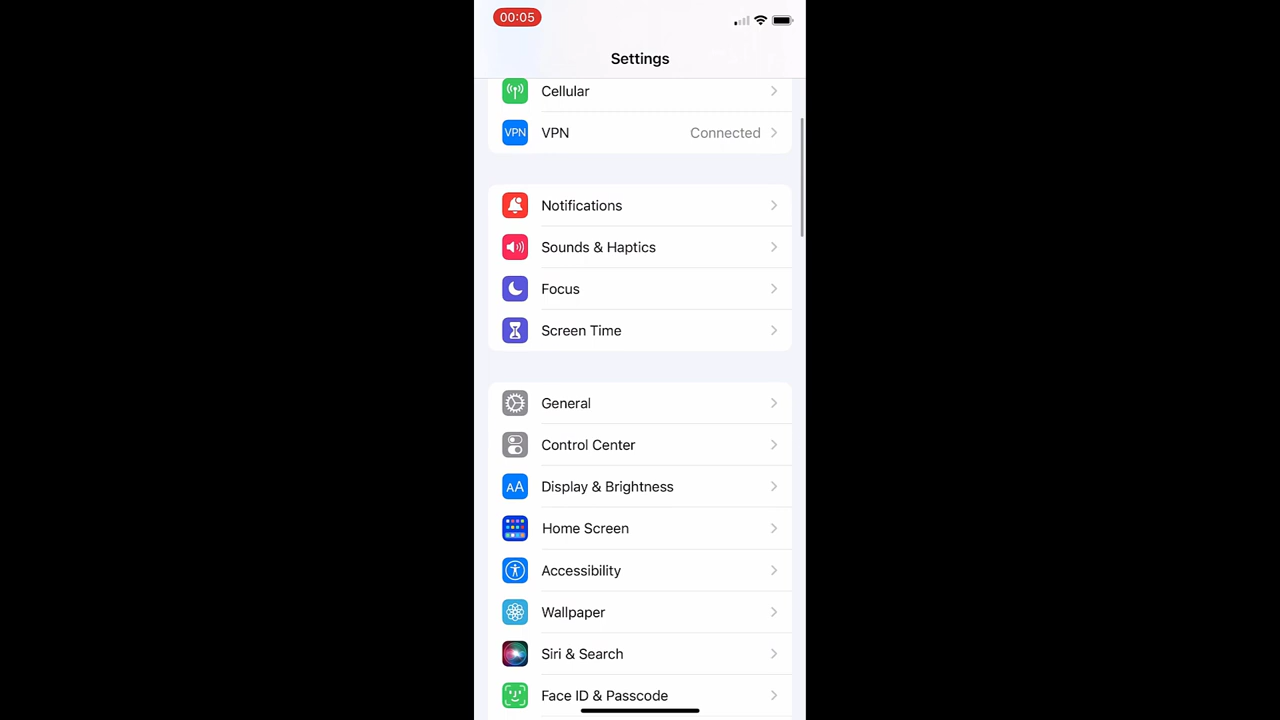 00:05
Settings
Cellular
VPN VPN Connected
Notifications
Sounds & Haptics
Focus
Screen Time
General
Control Center
AA Display & Brightness
Home Screen
Accessibility
Wallpaper
Siri & Search
Face ID & Passcode